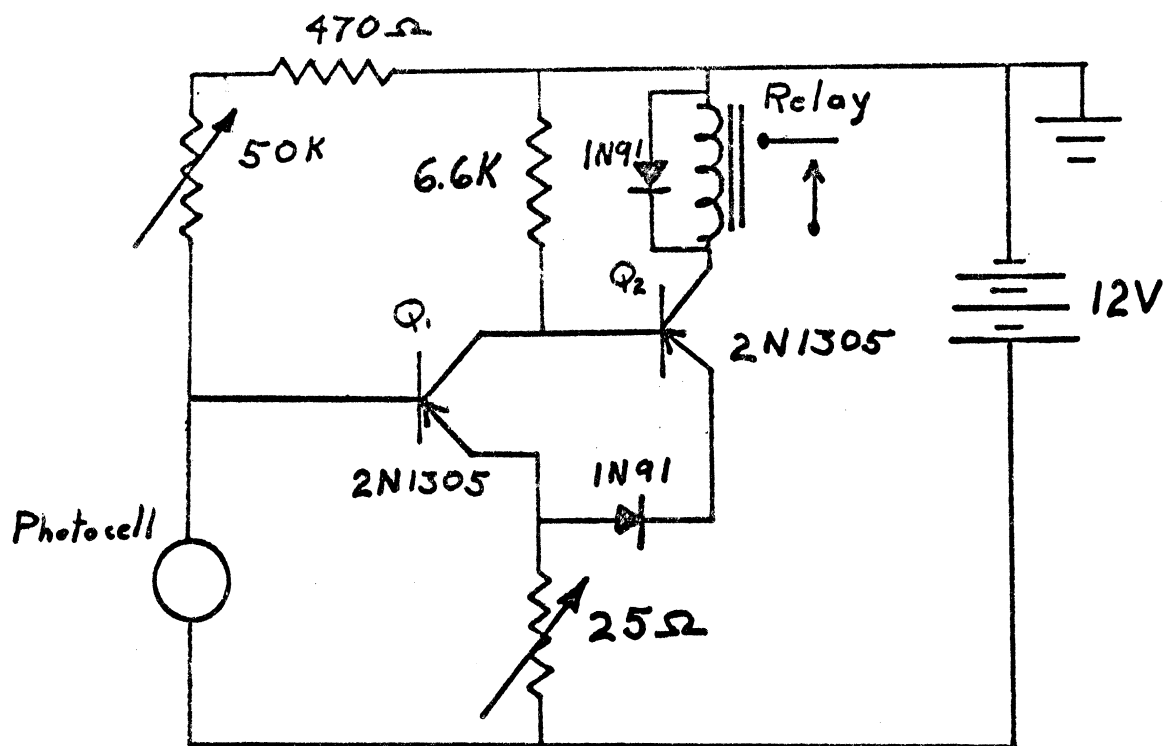 470Ω
Relay
50K
6.6K
1N91
Q₂
12V
Q₁
2N1305
2N1305
1N91
Photocell
25Ω